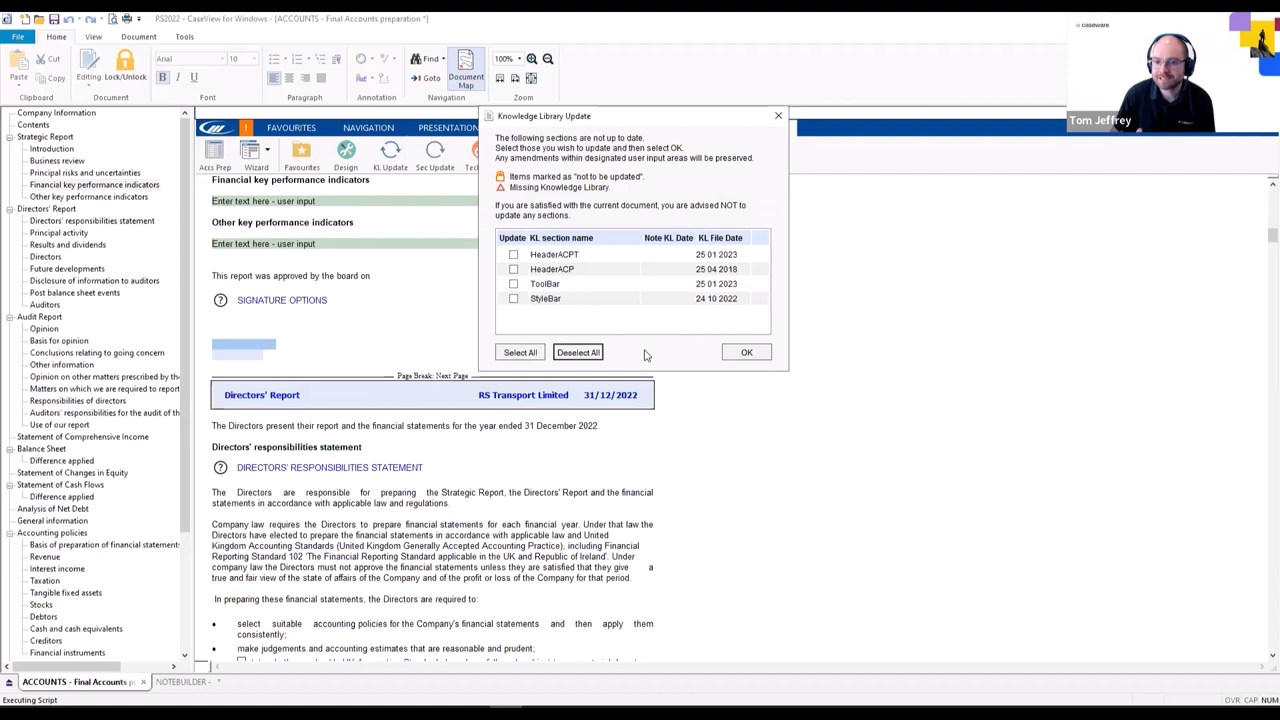 RS2022 - CaseView for Windows - [ACCOUNTS - Final Accounts preparation *]
File
Home
View
Document
Tools
Paste
Cut
Copy
Clipboard
Editing
Lock/Unlock
Document
Arial
10
B
I
U
Font
Paragraph
Annotation
Find
Goto
Document Map
Navigation
100%
Zoom
caseware
Tom Jeffrey
Company Information
Contents
Strategic Report
Introduction
Business review
Principal risks and uncertainties
Financial key performance indicators
Other key performance indicators
Directors' Report
Directors' responsibilities statement
Principal activity
Results and dividends
Directors
Future developments
Disclosure of information to auditors
Post balance sheet events
Auditors
Audit Report
Opinion
Basis for opinion
Conclusions relating to going concern
Other information
Opinion on other matters prescribed by the
Matters on which we are required to report
Responsibilities of directors
Auditors' responsibilities for the audit of th
Use of our report
Statement of Comprehensive Income
Balance Sheet
Difference applied
Statement of Changes in Equity
Statement of Cash Flows
Difference applied
Analysis of Net Debt
General information
Accounting policies
Basis of preparation of financial statements
Revenue
Interest income
Taxation
Tangible fixed assets
Stocks
Debtors
Cash and cash equivalents
Creditors
Financial instruments
! FAVOURITES NAVIGATION PRESENTATION
Accs Prep Wizard Favourites Design KL Update Sec Update
Financial key performance indicators
Enter text here - user input
Other key performance indicators
Enter text here - user input
This report was approved by the board on
? SIGNATURE OPTIONS
Page Break: Next Page
Directors' Report RS Transport Limited 31/12/2022
The Directors present their report and the financial statements for the year ended 31 December 2022.
Directors' responsibilities statement
? DIRECTORS' RESPONSIBILITIES STATEMENT
The Directors are responsible for preparing the Strategic Report, the Directors' Report and the financial
statements in accordance with applicable law and regulations.
Company law requires the Directors to prepare financial statements for each financial year. Under that law the
Directors have elected to prepare the financial statements in accordance with applicable law and United
Kingdom Accounting Standards (United Kingdom Generally Accepted Accounting Practice), including Financial
Reporting Standard 102 'The Financial Reporting Standard applicable in the UK and Republic of Ireland'. Under
company law the Directors must not approve the financial statements unless they are satisfied that they give a
true and fair view of the state of affairs of the Company and of the profit or loss of the Company for that period.
In preparing these financial statements, the Directors are required to:
• select suitable accounting policies for the Company's financial statements and then apply them
consistently;
• make judgements and accounting estimates that are reasonable and prudent;
Knowledge Library Update
The following sections are not up to date.
Select those you wish to update and then select OK.
Any amendments within designated user input areas will be preserved.
Items marked as "not to be updated".
Missing Knowledge Library.
If you are satisfied with the current document, you are advised NOT to
update any sections.
Update KL section name Note KL Date KL File Date
HeaderACPT 25 01 2023
HeaderACP 25 04 2018
ToolBar 25 01 2023
StyleBar 24 10 2022
Select All
Deselect All
OK
ACCOUNTS - Final Accounts pr
NOTEBUILDER - *
Executing Script
OVR CAP NUM